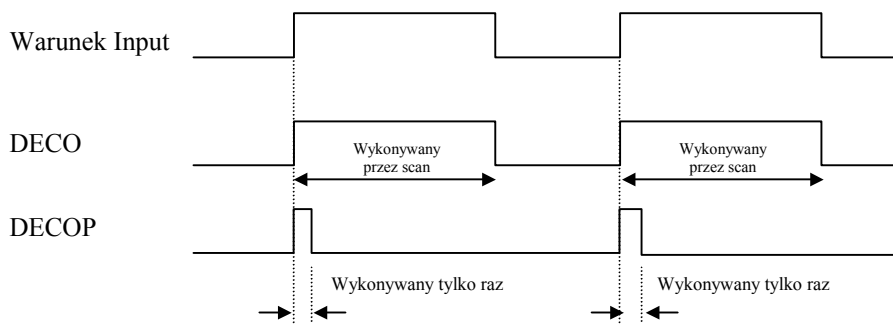 Warunek Input
DECO
Wykonywany
przez scan
Wykonywany
przez scan
DECOP
Wykonywany tylko raz
Wykonywany tylko raz